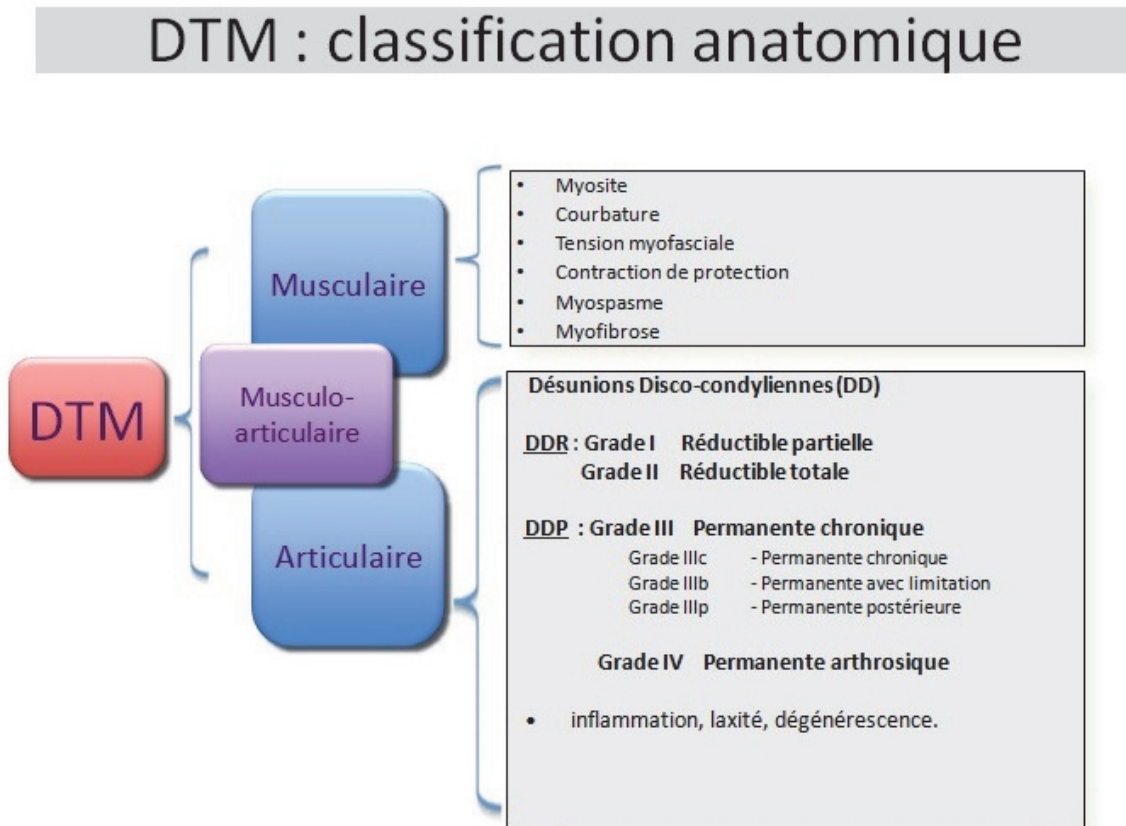 DTM : classification anatomique
DTM
Musculaire
Musculo-
articulaire
Articulaire
• Myosite
• Courbature
• Tension myofasciale
• Contraction de protection
• Myospasme
• Myofibrose
Désunions Disco-condyliennes (DD)
DDR : Grade I Réductible partielle
Grade II Réductible totale
DDP : Grade III Permanente chronique
Grade IIIc - Permanente chronique
Grade IIIb - Permanente avec limitation
Grade IIIp - Permanente postérieure
Grade IV Permanente arthrosique
• inflammation, laxité, dégénérescence.